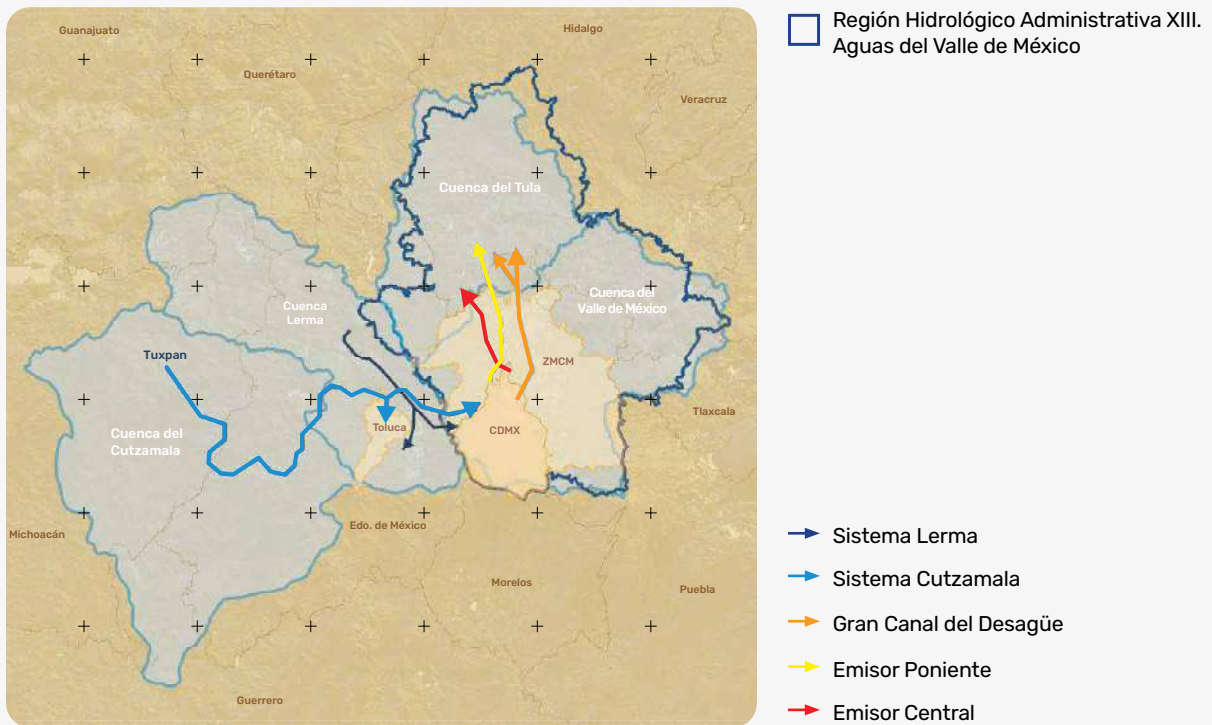 Guanajuato
Hidalgo
Querétaro
Veracruz
Cuenca del Tula
Cuenca
Lerma
Cuenca del
Valle de México
Tuxpan
ZMCM
Cuenca del
Cutzamala
Toluca
CDMX
Tlaxcala
Michoacán
Edo. de México
Morelos
Puebla
Guerrero
Región Hidrológico Administrativa XIII.
Aguas del Valle de México
Sistema Lerma
Sistema Cutzamala
Gran Canal del Desagüe
Emisor Poniente
Emisor Central